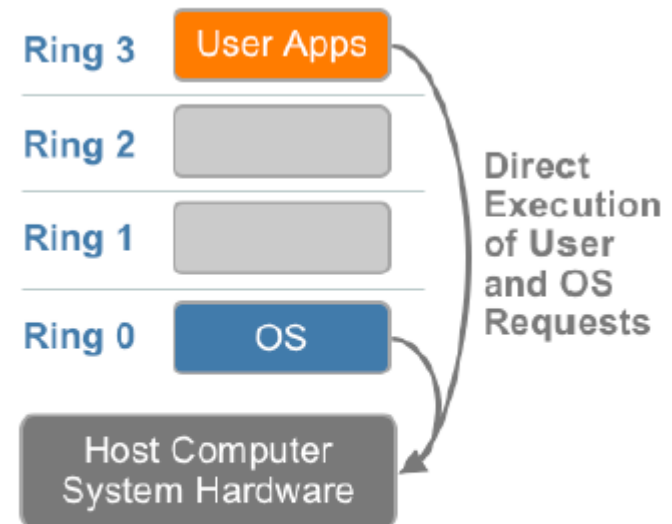 Ring 3
User Apps
Ring 2
Ring 1
Direct
Execution
of User
and OS
Requests
Ring 0
OS
Host Computer
System Hardware